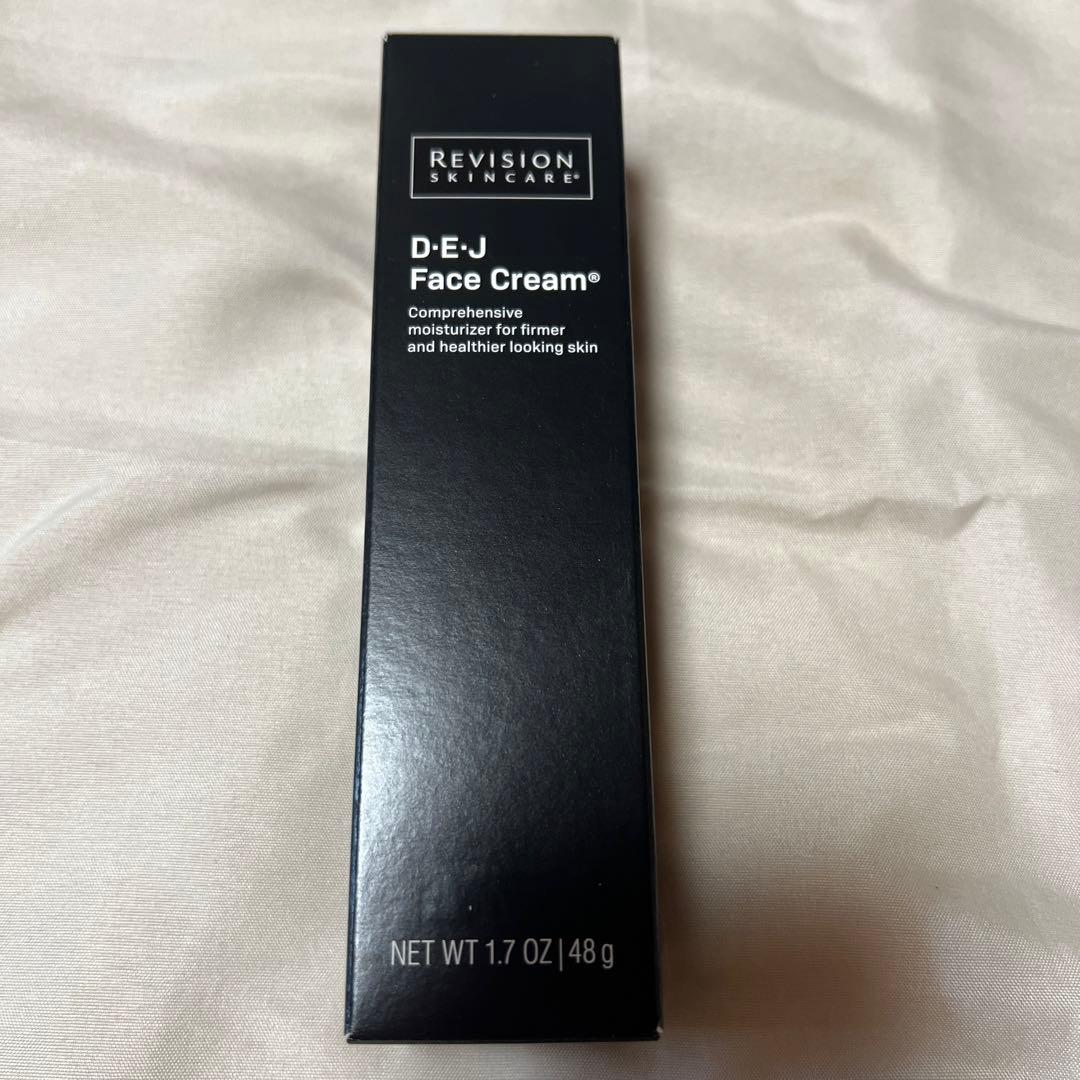 REVISION
SKINCARE®
D·E·J
Face Cream®
Comprehensive
moisturizer for firmer
and healthier looking skin
NET WT 1.7 OZ | 48 g